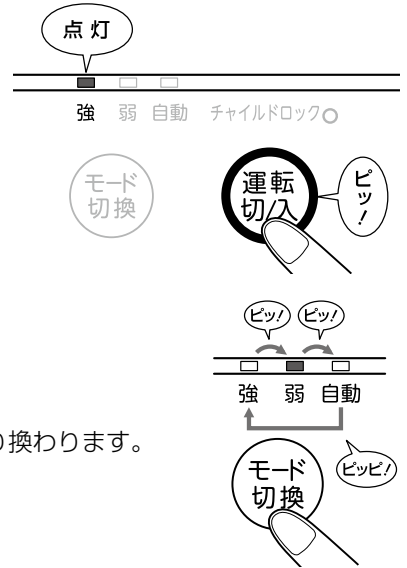 点灯
強 弱 自動 チャイルドロック
モード
切換
運転
切/入
ピッ!
ピッ! ピッ!
強 弱 自動
り換わります。
モード
切換
ピッピ!